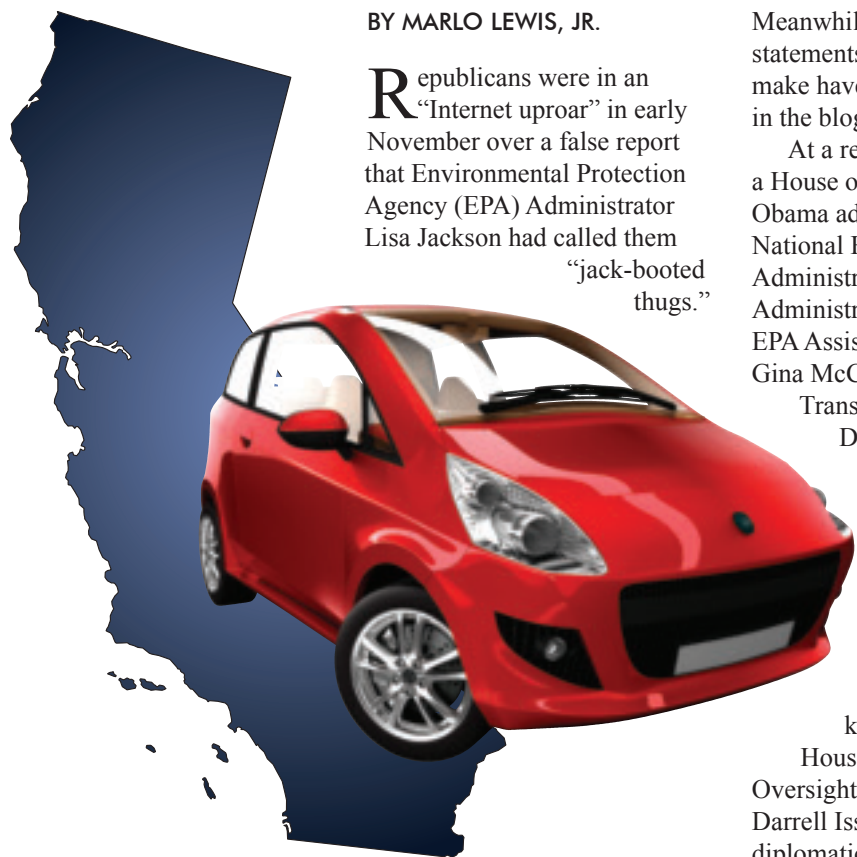 BY MARLO LEWIS, JR.
Republicans were in an
“Internet uproar” in early
November over a false report
that Environmental Protection
Agency (EPA) Administrator
Lisa Jackson had called them
“jack-booted
thugs.”
statements
make have
in the blog
At a re
a House o
Obama ad
National
Administr
Administr
EPA Assis
Gina McC
Trans
D
k
Hous
Oversight
Darrell Iss
diplomatic